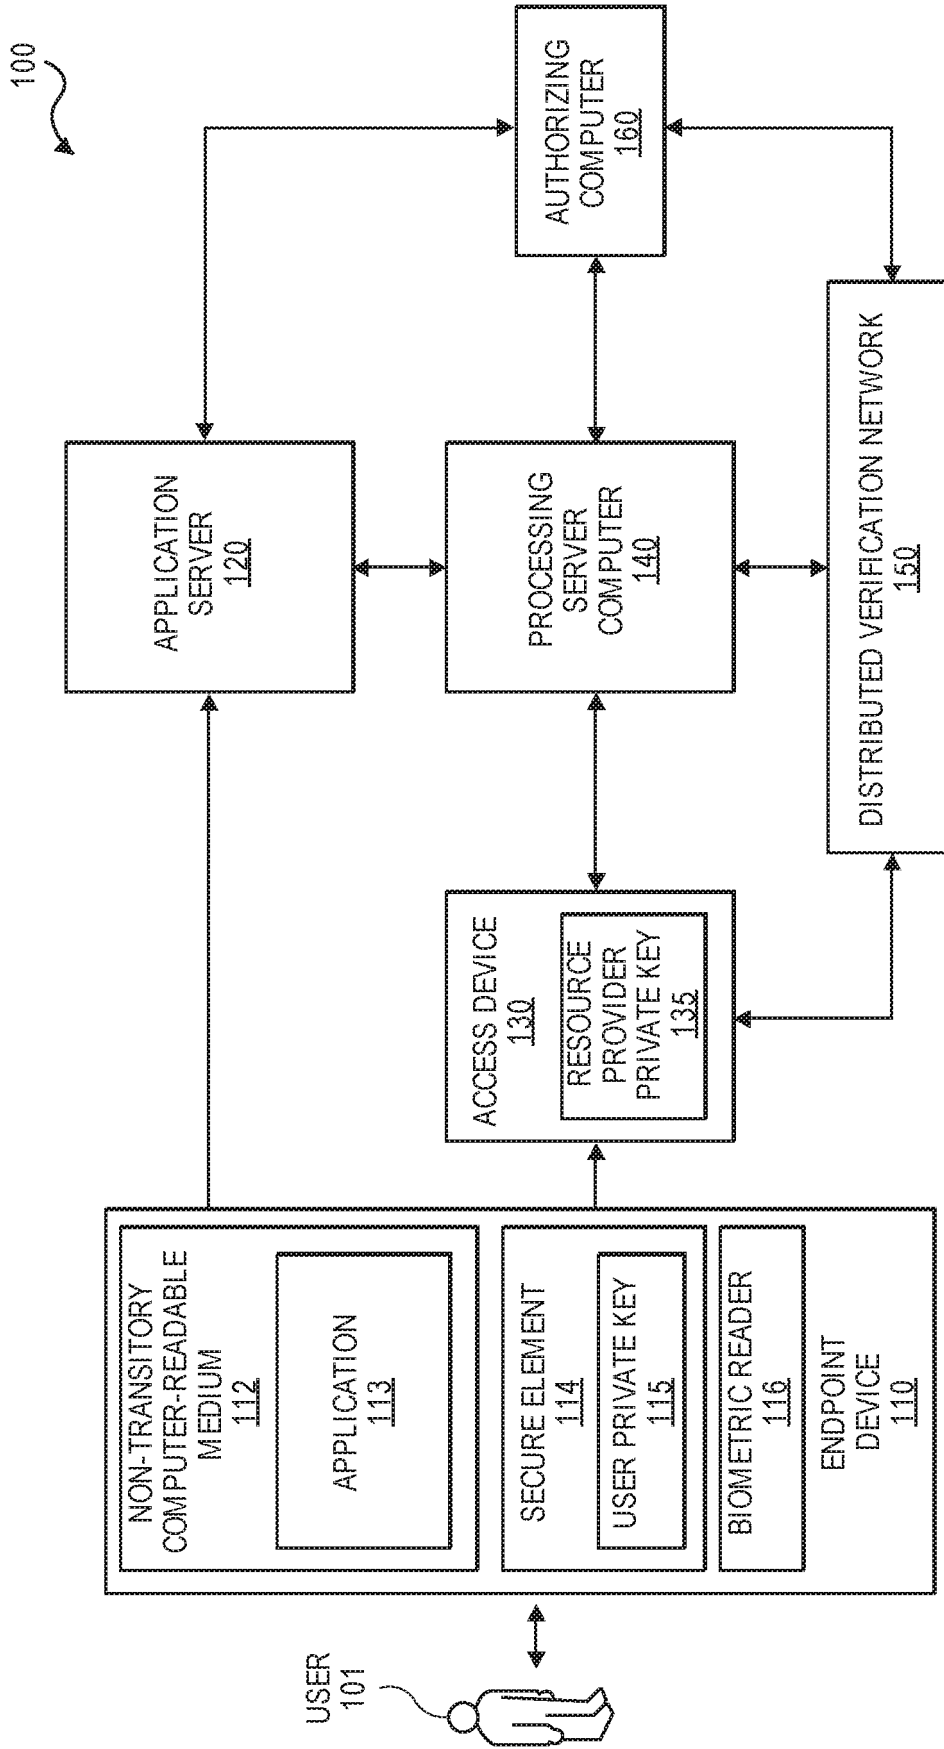 100
USER
101
NON-TRANSITORY
COMPUTER-READABLE
MEDIUM
112
APPLICATION
113
SECURE ELEMENT
114
USER PRIVATE KEY
115
BIOMETRIC READER
116
ENDPOINT
DEVICE
110
APPLICATION
SERVER
120
ACCESS DEVICE
130
RESOURCE
PROVIDER
PRIVATE KEY
135
PROCESSING
SERVER
COMPUTER
140
DISTRIBUTED VERIFICATION NETWORK
150
AUTHORIZING
COMPUTER
160